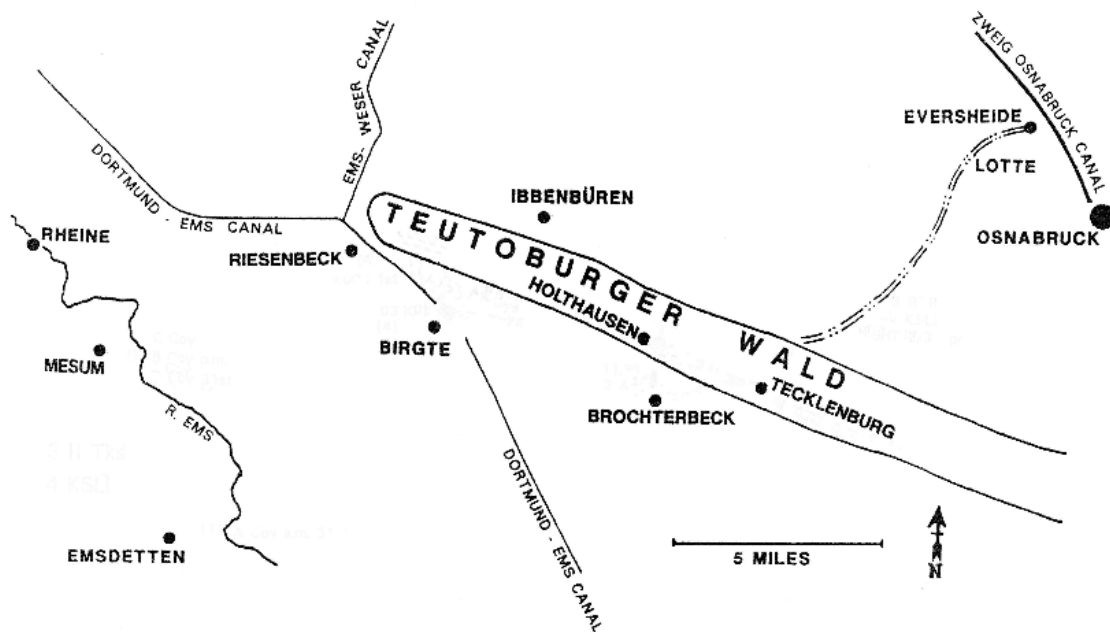 ZWEIG OSNABRUCK CANAL
EMS-WESER CANAL
EVERSHEIDE
LOTTE
DORTMUND - EMS CANAL
IBBENBÜREN
TEUTOBURGER WALD
OSNABRUCK
RHEINE
RIESENBECK
HOLTHAUSEN
BIRGTE
MESUM
TECKLENBURG
BROCHTERBECK
R. EMS
DORTMUND - EMS CANAL
EMSDETTEN
5 MILES
N